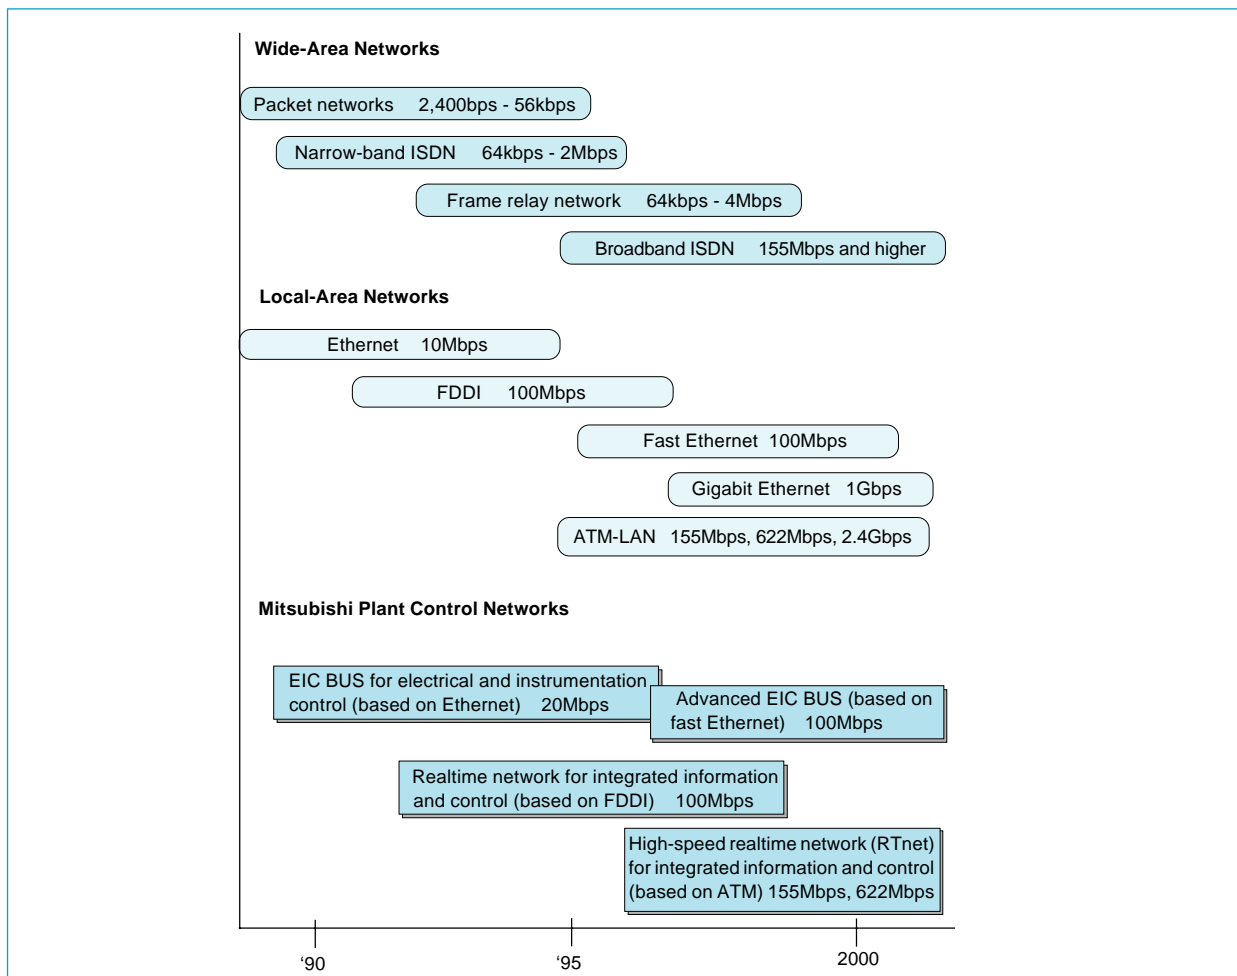 Wide-Area Networks
Packet networks 2,400bps - 56kbps
Narrow-band ISDN 64kbps - 2Mbps
Frame relay network 64kbps - 4Mbps
Broadband ISDN 155Mbps and higher
Local-Area Networks
Ethernet 10Mbps
FDDI 100Mbps
Fast Ethernet 100Mbps
Gigabit Ethernet 1Gbps
ATM-LAN 155Mbps, 622Mbps, 2.4Gbps
Mitsubishi Plant Control Networks
EIC BUS for electrical and instrumentation
control (based on Ethernet) 20Mbps
Advanced EIC BUS (based on
fast Ethernet) 100Mbps
Realtime network for integrated information
and control (based on FDDI) 100Mbps
High-speed realtime network (RTnet)
for integrated information and control
(based on ATM) 155Mbps, 622Mbps
‘90 ‘95 2000